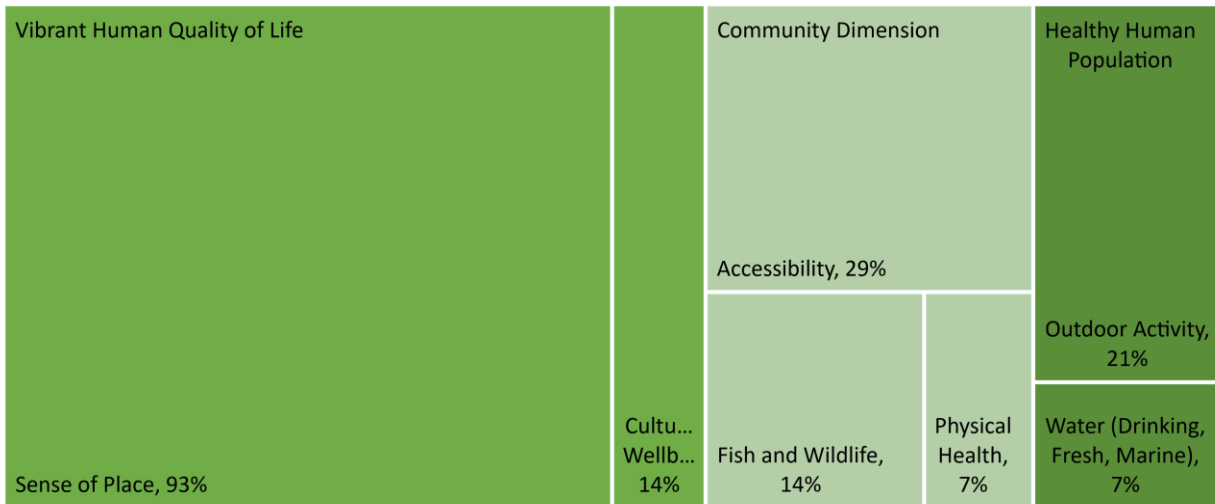 Vibrant Human Quality of Life
Sense of Place, 93%
Cultu...
Wellb...
14%
Community Dimension
Accessibility, 29%
Fish and Wildlife,
14%
Physical
Health,
7%
Healthy Human
Population
Outdoor Activity,
21%
Water (Drinking,
Fresh, Marine),
7%